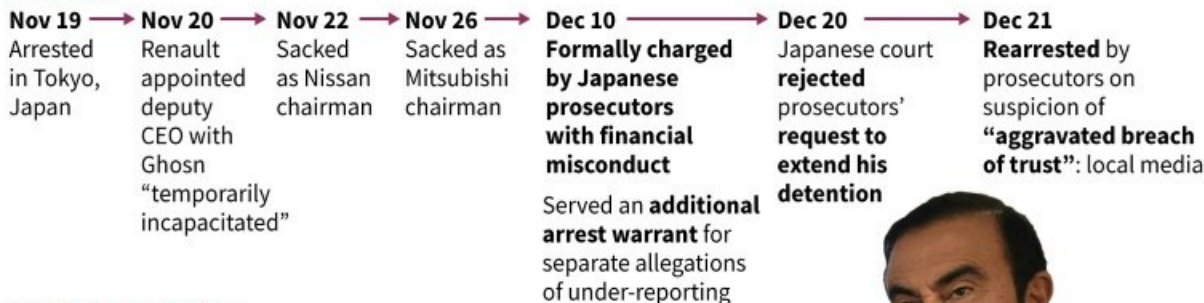 Nov 19
Arrested
in Tokyo,
Japan
Nov 20
Renault
appointed
deputy
CEO with
Ghosn
“temporarily
incapacitated”
Nov 22
Sacked
as Nissan
chairman
Nov 26
Sacked as
Mitsubishi
chairman
Dec 10
Formally charged
by Japanese
prosecutors
with financial
misconduct
Served an additional
arrest warrant for
separate allegations
of under-reporting
Dec 20
Japanese court
rejected
prosecutors’
request to
extend his
detention
Dec 21
Rearrested by
prosecutors on
suspicion of
“aggravated breach
of trust”: local media